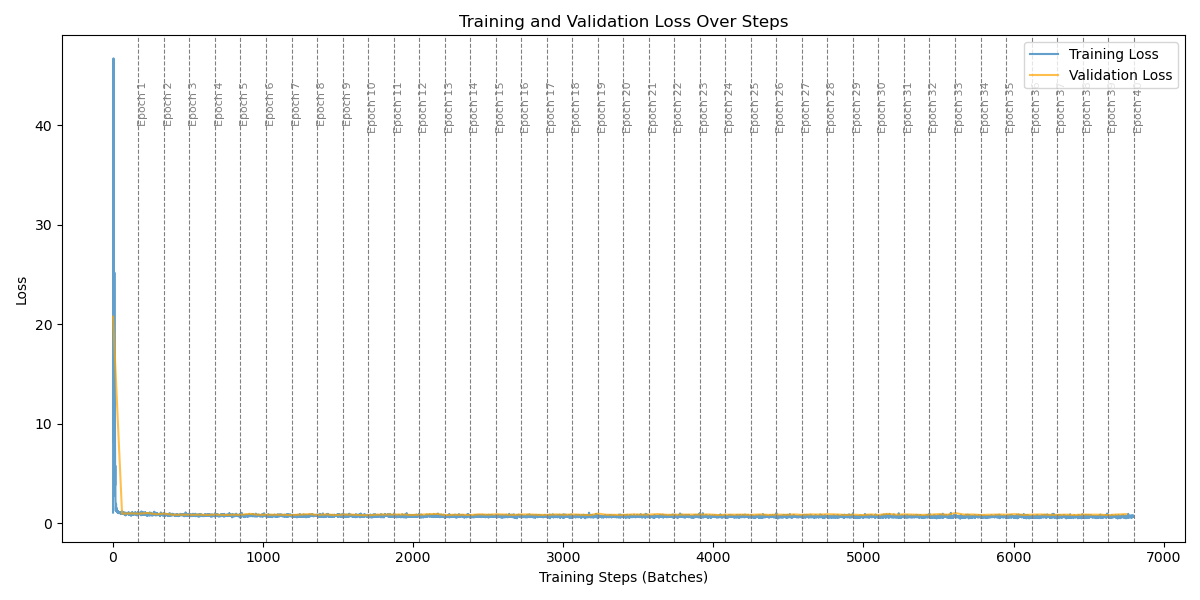 Training and Validation Loss Over Steps
Training Loss
Validation Loss
Epoch 1
Epoch 2
Epoch 3
Epoch 4
Epoch 5
Epoch 6
Epoch 7
Epoch 8
Epoch 9
Epoch 10
Epoch 11
Epoch 12
Epoch 13
Epoch 14
Epoch 15
Epoch 16
Epoch 17
Epoch 18
Epoch 19
Epoch 20
Epoch 21
Epoch 22
Epoch 23
Epoch 24
Epoch 25
Epoch 26
Epoch 27
Epoch 28
Epoch 29
Epoch 30
Epoch 31
Epoch 32
Epoch 33
Epoch 34
Epoch 35
Epoch
Epoch
Epoch
Epoch
Epoch
40
30
20
10
0
Loss
0 1000 2000 3000 4000 5000 6000 7000
Training Steps (Batches)